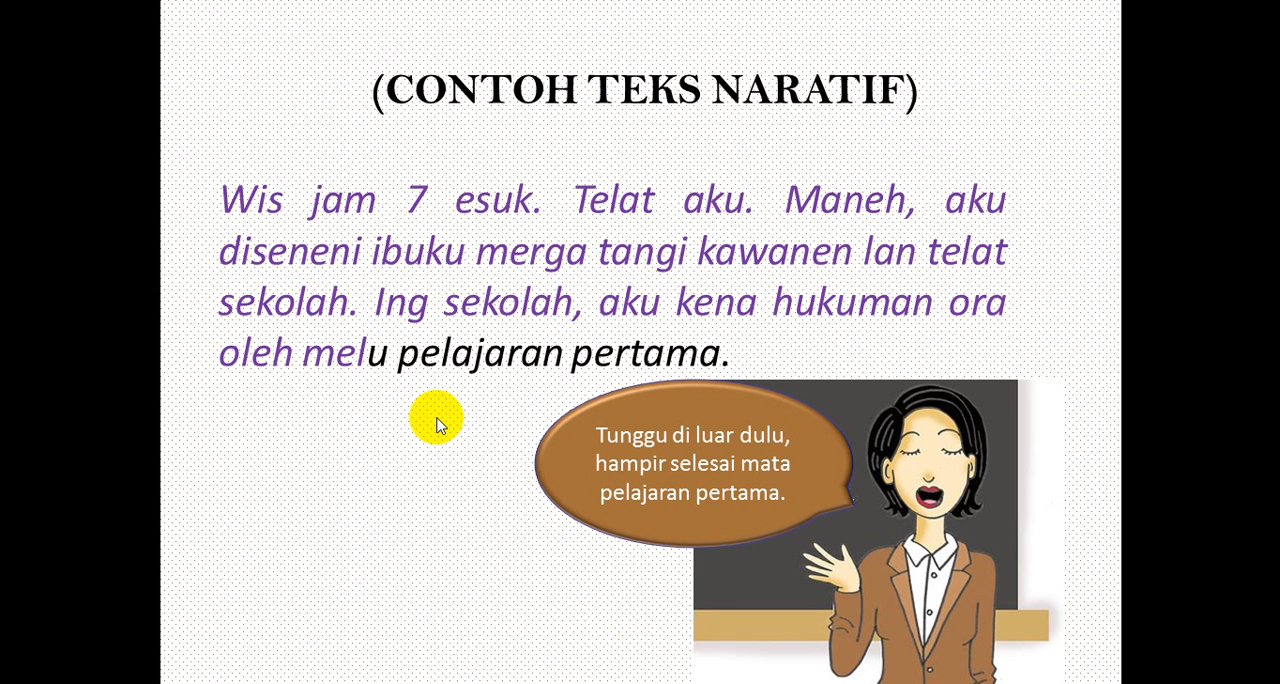 (CONTOH TEKS NARATIF)
Wis jam 7 esuk. Telat aku. Maneh, aku
diseneni ibuku merga tangi kawanen lan telat
sekolah. Ing sekolah, aku kena hukuman ora
oleh melu pelajaran pertama.
Tunggu di luar dulu,
hampir selesai mata
pelajaran pertama.